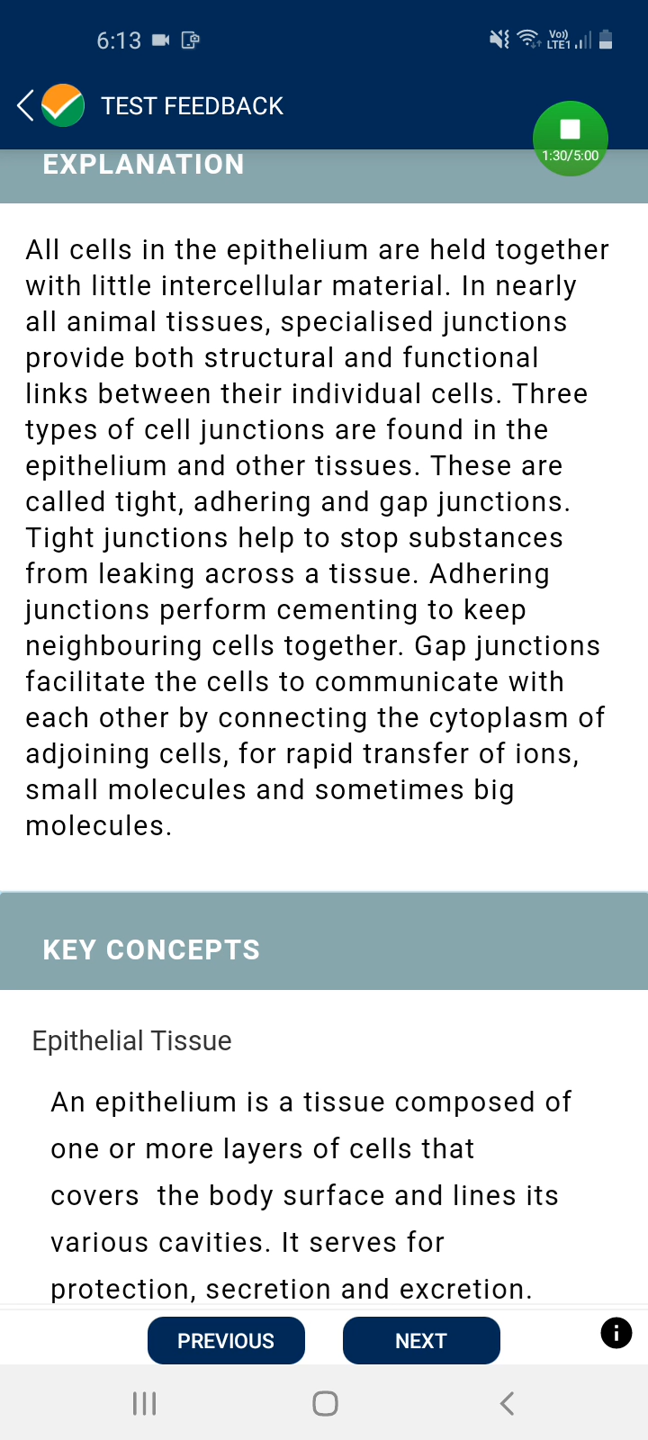 6:13
Vo))
LTE1
TEST FEEDBACK
1:30/5:00
EXPLANATION
All cells in the epithelium are held together
with little intercellular material. In nearly
all animal tissues, specialised junctions
provide both structural and functional
links between their individual cells. Three
types of cell junctions are found in the
epithelium and other tissues. These are
called tight, adhering and gap junctions.
Tight junctions help to stop substances
from leaking across a tissue. Adhering
junctions perform cementing to keep
neighbouring cells together. Gap junctions
facilitate the cells to communicate with
each other by connecting the cytoplasm of
adjoining cells, for rapid transfer of ions,
small molecules and sometimes big
molecules.
KEY CONCEPTS
Epithelial Tissue
An epithelium is a tissue composed of
one or more layers of cells that
covers  the body surface and lines its
various cavities. It serves for
protection, secretion and excretion.
PREVIOUS
NEXT